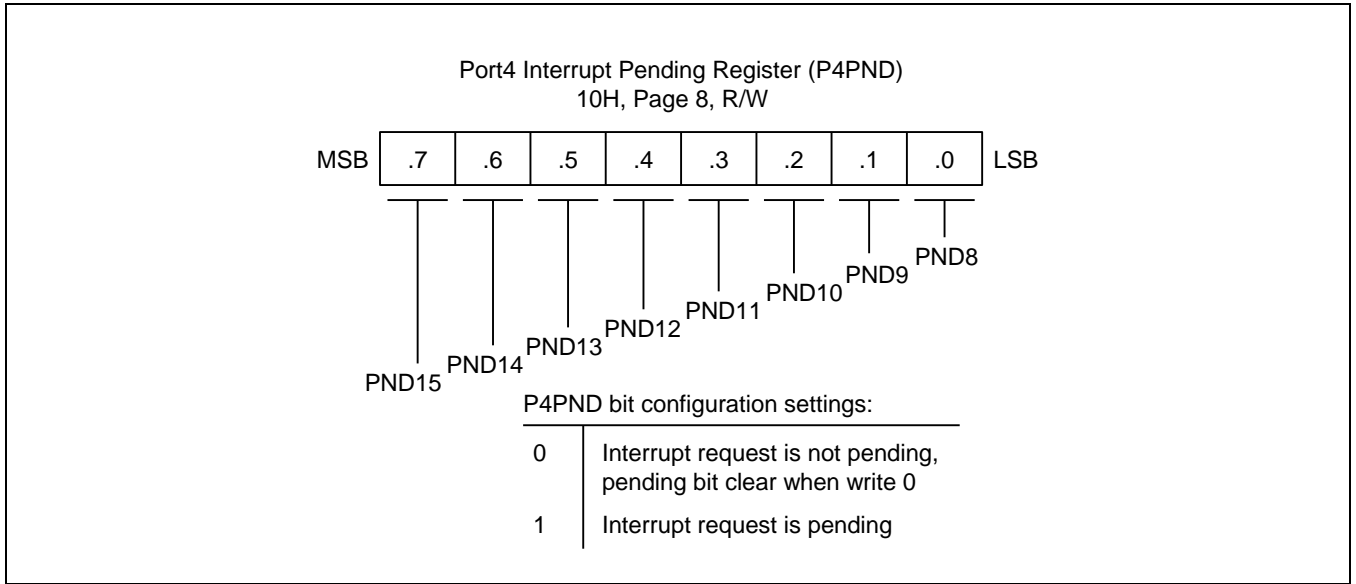 Port4 Interrupt Pending Register (P4PND)
10H, Page 8, R/W
MSB .7 .6 .5 .4 .3 .2 .1 .0 LSB
PND8
PND9
PND10
PND11
PND12
PND13
PND14
PND15
P4PND bit configuration settings:
0 Interrupt request is not pending,
pending bit clear when write 0
1 Interrupt request is pending